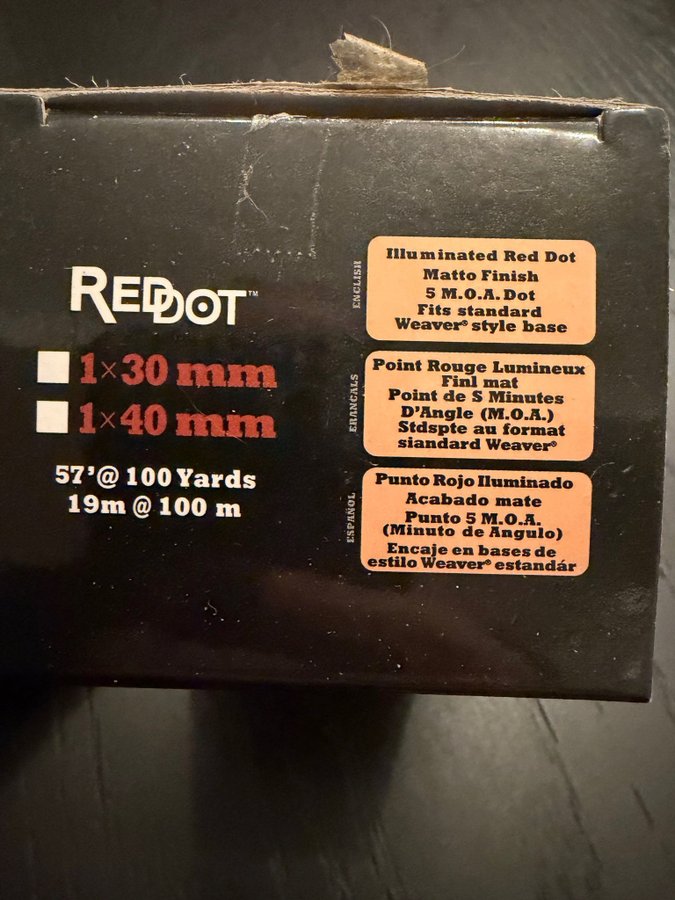 REDDOT™
1×30 mm
1×40 mm
57'@ 100 Yards
19m @ 100 m
ENGLISH
Illuminated Red Dot
Matto Finish
5 M.O.A. Dot
Fits standard
Weaver® style base
ERANCALS
Point Rouge Lumineux
Finl mat
Point de S Minutes
D'Angle (M.O.A.)
Stdspte au format
siandard Weaver®
ESPAÑOL
Punto Rojo Iluminado
Acabado mate
Punto 5 M.O.A.
(Minuto de Angulo)
Encaje en bases de
estilo Weaver® estandár